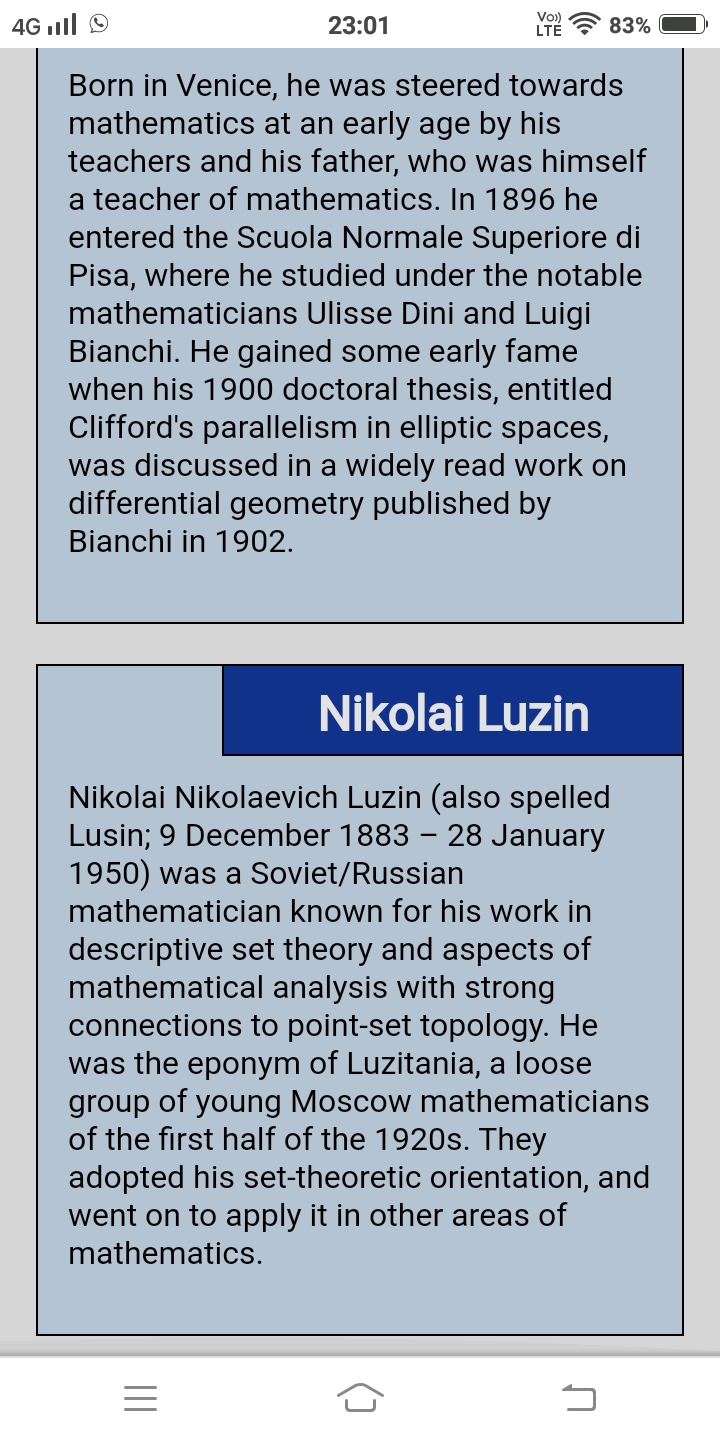 4G 23:01 Vo)) LTE 83%
Born in Venice, he was steered towards
mathematics at an early age by his
teachers and his father, who was himself
a teacher of mathematics. In 1896 he
entered the Scuola Normale Superiore di
Pisa, where he studied under the notable
mathematicians Ulisse Dini and Luigi
Bianchi. He gained some early fame
when his 1900 doctoral thesis, entitled
Clifford's parallelism in elliptic spaces,
was discussed in a widely read work on
differential geometry published by
Bianchi in 1902.
Nikolai Luzin
Nikolai Nikolaevich Luzin (also spelled
Lusin; 9 December 1883 – 28 January
1950) was a Soviet/Russian
mathematician known for his work in
descriptive set theory and aspects of
mathematical analysis with strong
connections to point-set topology. He
was the eponym of Luzitania, a loose
group of young Moscow mathematicians
of the first half of the 1920s. They
adopted his set-theoretic orientation, and
went on to apply it in other areas of
mathematics.